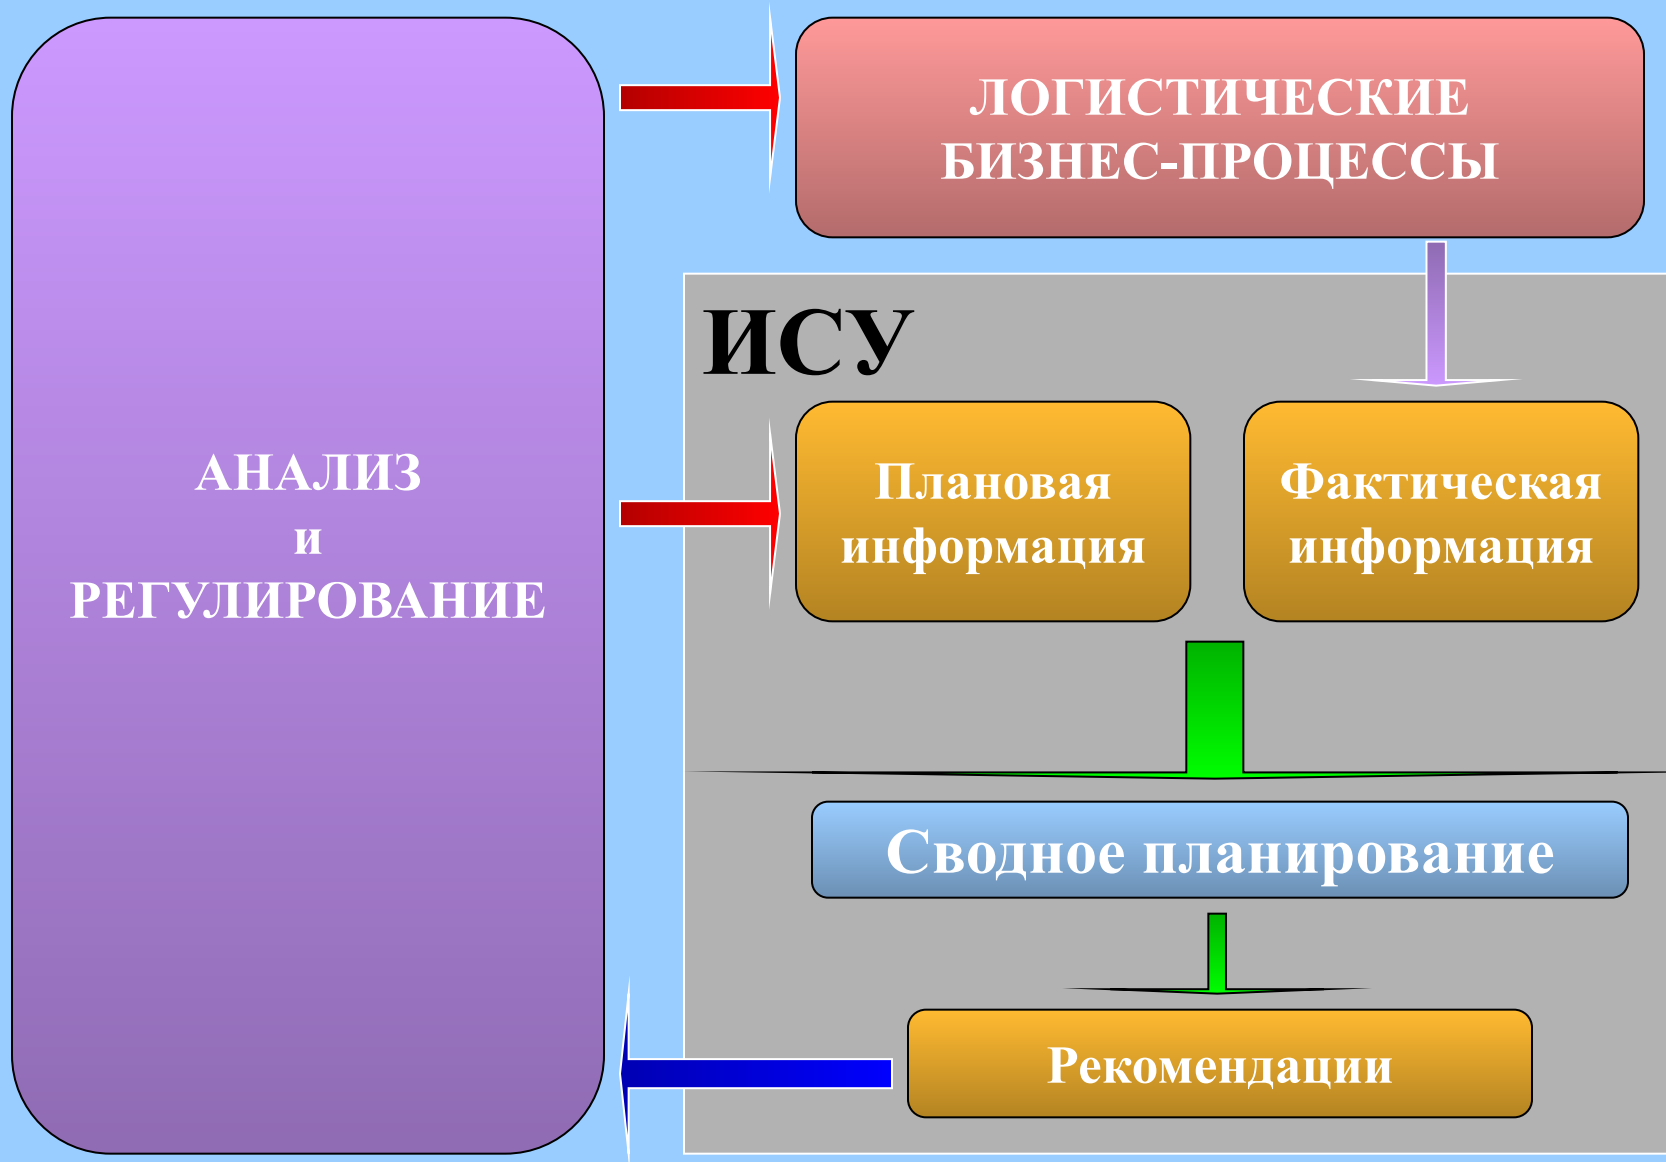 АНАЛИЗ
и
РЕГУЛИРОВАНИЕ
ЛОГИСТИЧЕСКИЕ
БИЗНЕС-ПРОЦЕССЫ
ИСУ
Плановая
информация
Фактическая
информация
Сводное планирование
Рекомендации